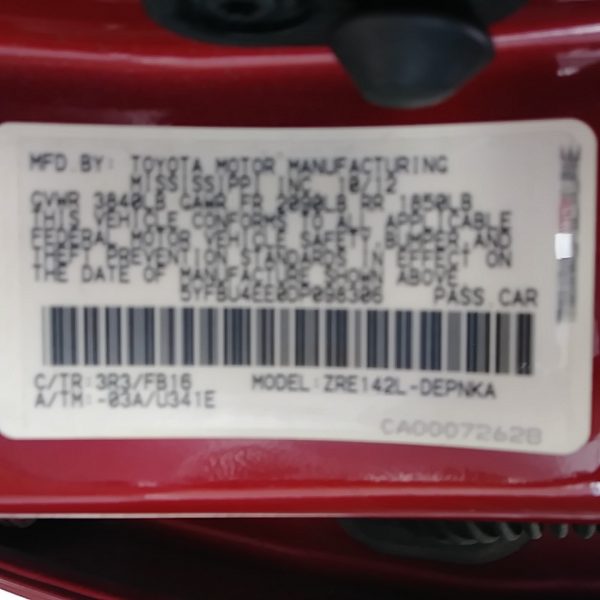 MFD. BY: TOYOTA MOTOR MANUFACTURING
MISSISSIPPI INC. 10/12
GVWR 3840LB GAWR FR 2090LB RR 1850LB
THIS VEHICLE CONFORMS TO ALL APPLICABLE
FEDERAL MOTOR VEHICLE SAFETY, BUMPER, AND
THEFT PREVENTION STANDARDS IN EFFECT ON
THE DATE OF MANUFACTURE SHOWN ABOVE.
5YFBU4EE0DP098306 PASS. CAR
C/TR: 3R3/FB16 MODEL: ZRE142L-DEPNKA
A/TM: -03A/U341E
CA00072628